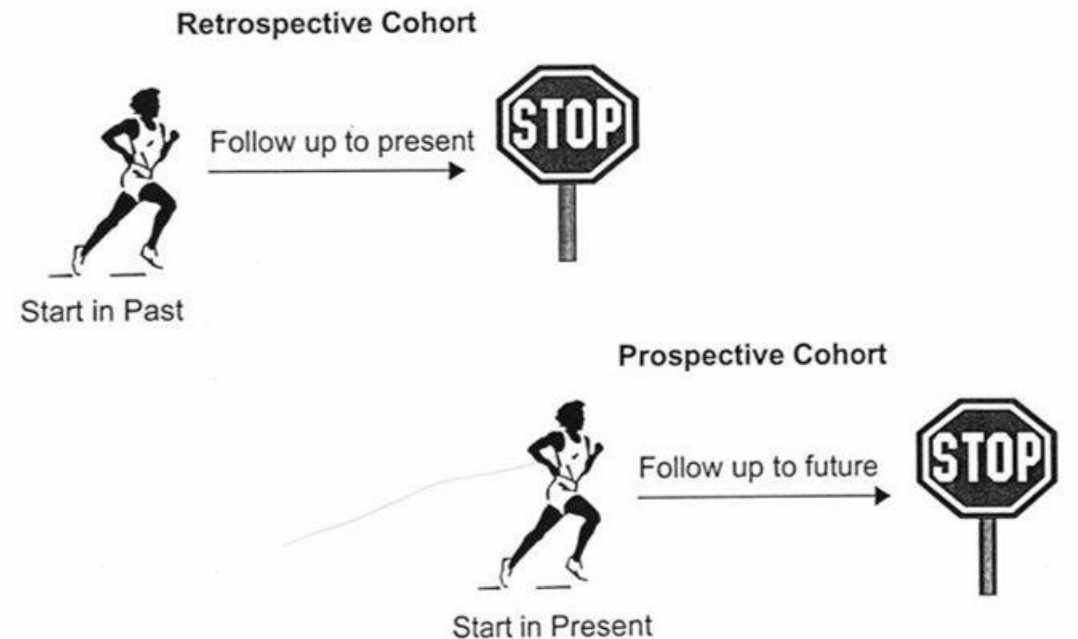 Retrospective Cohort
Follow up to present
STOP
Start in Past
Prospective Cohort
Follow up to future
STOP
Start in Present